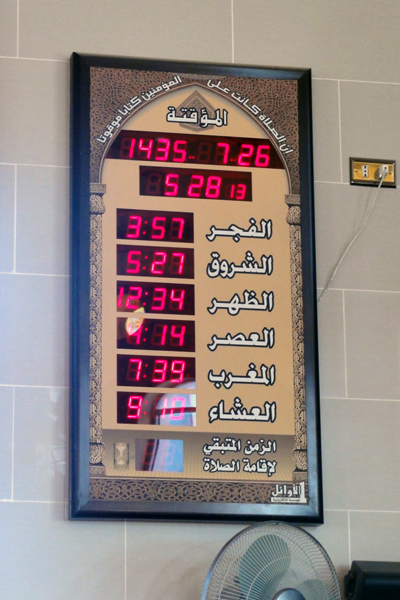 إن الصلاة كانت على المؤمنين كتابا موقوتا
المؤقتة
1435 7 26
5 28 13
3:57 الفجر
5:27 الشروق
12:34 الظهر
4:14 العصر
7:39 المغرب
9:10 العشاء
الزمن المتبقي
لإقامة الصلاة
الأوائل